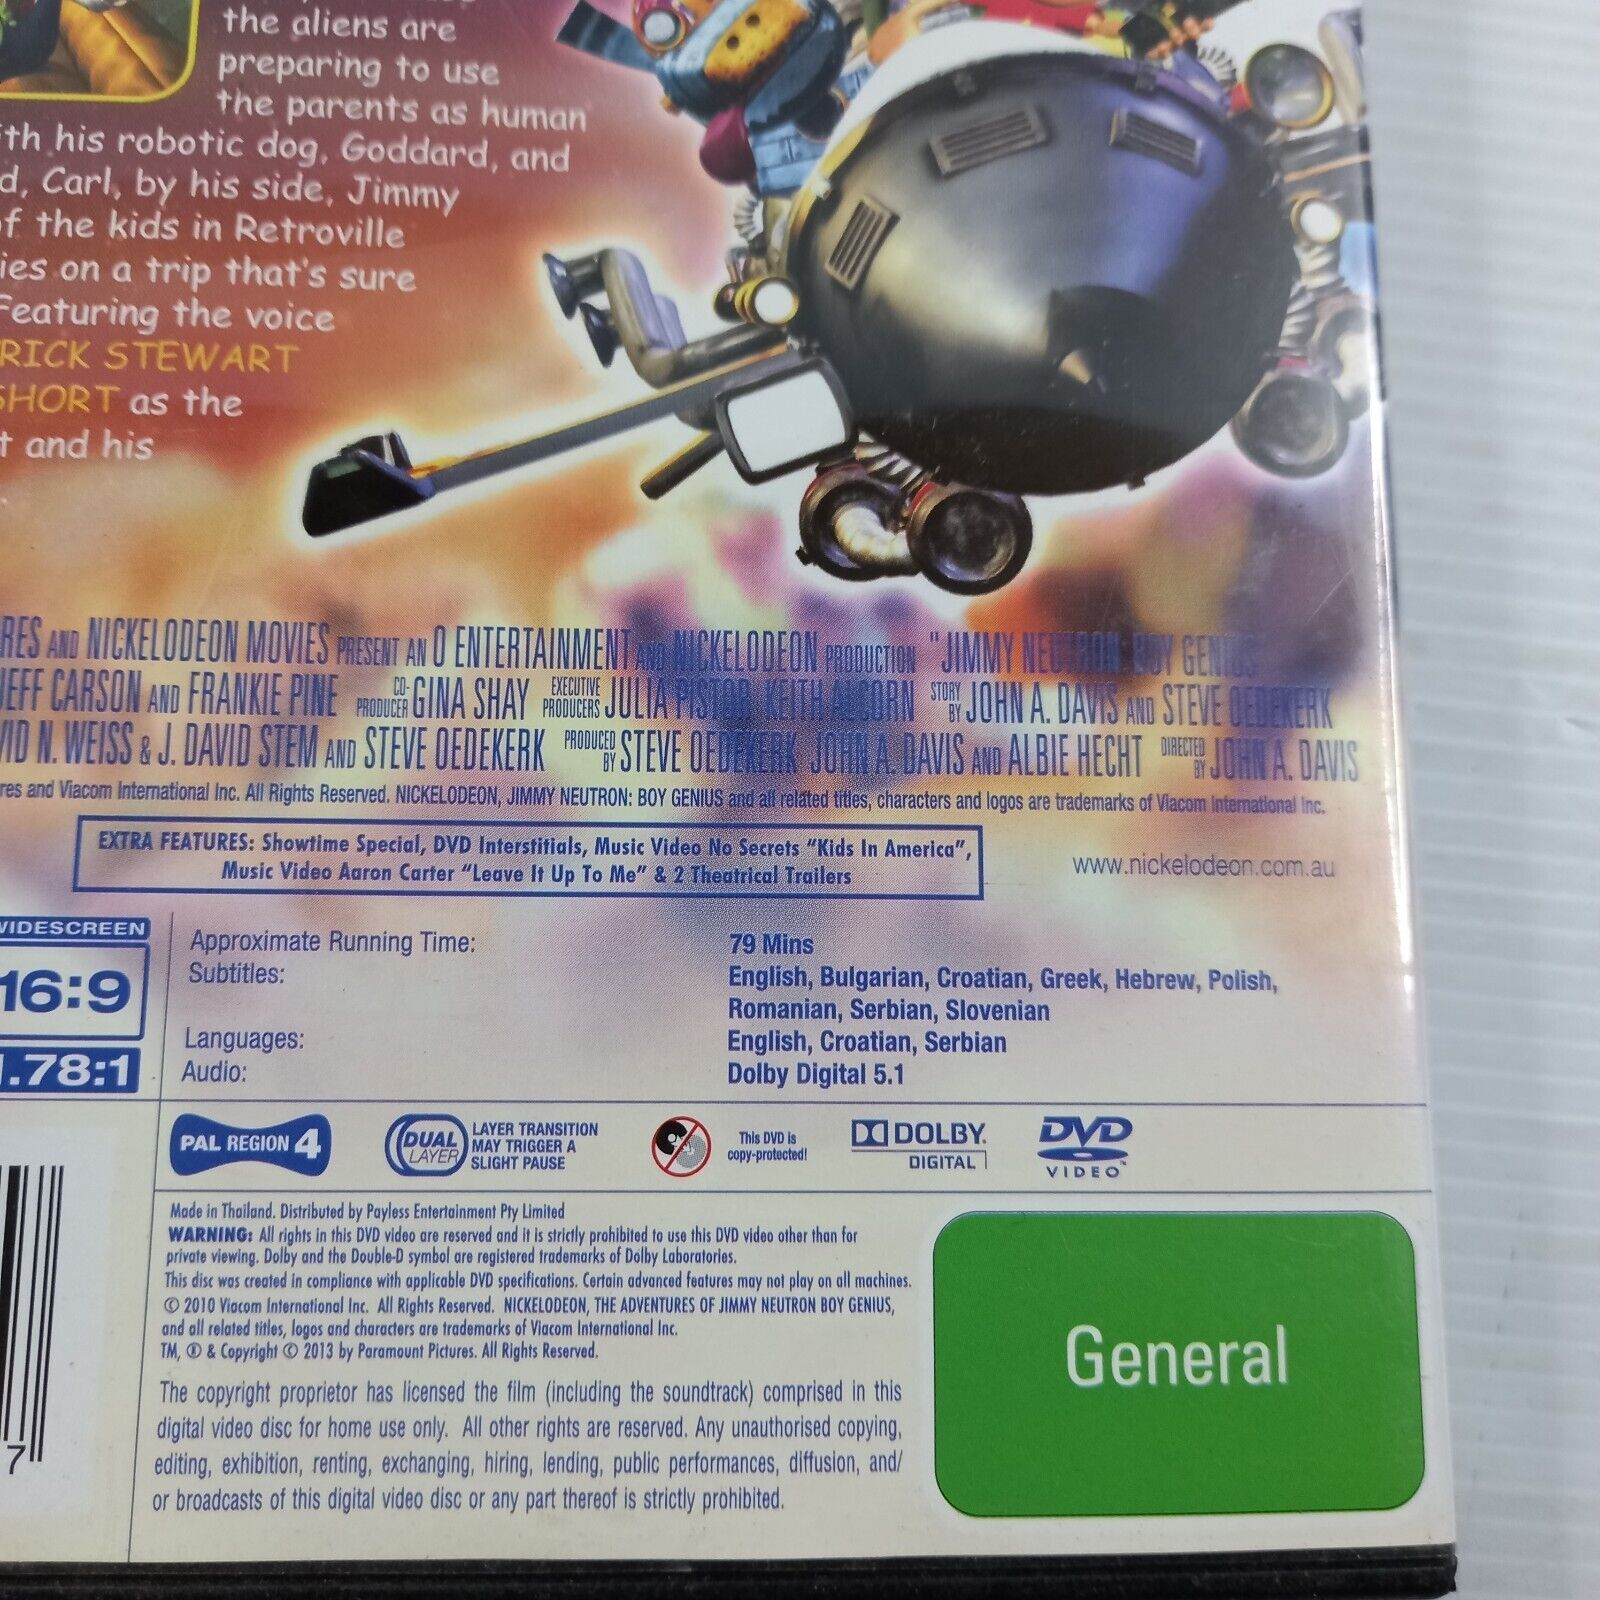 the aliens are
preparing to use
the parents as human
with his robotic dog, Goddard, and
d, Carl, by his side, Jimmy
of the kids in Retroville
ies on a trip that's sure
Featuring the voice
RICK STEWART
SHORT as the
t and his
RES AND NICKELODEON MOVIES PRESENT AN O ENTERTAINMENT AND NICKELODEON PRODUCTION "JIMMY NEUTRON: BOY GENIUS"
JEFF CARSON AND FRANKIE PINE CO-PRODUCER GINA SHAY EXECUTIVE PRODUCERS JULIA PISTOR KEITH ALCORN STORY BY JOHN A. DAVIS AND STEVE OEDEKERK
VID N. WEISS & J. DAVID STEM AND STEVE OEDEKERK PRODUCED BY STEVE OEDEKERK JOHN A. DAVIS AND ALBIE HECHT DIRECTED BY JOHN A. DAVIS
res and Viacom International Inc. All Rights Reserved. NICKELODEON, JIMMY NEUTRON: BOY GENIUS and all related titles, characters and logos are trademarks of Viacom International Inc.
EXTRA FEATURES: Showtime Special, DVD Interstitials, Music Video No Secrets "Kids In America",
Music Video Aaron Carter "Leave It Up To Me" & 2 Theatrical Trailers
www.nickelodeon.com.au
WIDESCREEN
16:9
1.78:1
Approximate Running Time: 79 Mins
Subtitles: English, Bulgarian, Croatian, Greek, Hebrew, Polish,
Romanian, Serbian, Slovenian
Languages: English, Croatian, Serbian
Audio: Dolby Digital 5.1
PAL REGION 4
DUAL LAYER
LAYER TRANSITION
MAY TRIGGER A
SLIGHT PAUSE
This DVD is
copy-protected!
DOLBY
DIGITAL
DVD
VIDEO™
Made in Thailand. Distributed by Payless Entertainment Pty Limited
WARNING: All rights in this DVD video are reserved and it is strictly prohibited to use this DVD video other than for
private viewing. Dolby and the Double-D symbol are registered trademarks of Dolby Laboratories.
This disc was created in compliance with applicable DVD specifications. Certain advanced features may not play on all machines.
© 2010 Viacom International Inc. All Rights Reserved. NICKELODEON, THE ADVENTURES OF JIMMY NEUTRON BOY GENIUS,
and all related titles, logos and characters are trademarks of Viacom International Inc.
TM, ® & Copyright © 2013 by Paramount Pictures. All Rights Reserved.
The copyright proprietor has licensed the film (including the soundtrack) comprised in this
digital video disc for home use only. All other rights are reserved. Any unauthorised copying,
editing, exhibition, renting, exchanging, hiring, lending, public performances, diffusion, and/
or broadcasts of this digital video disc or any part thereof is strictly prohibited.
General
7